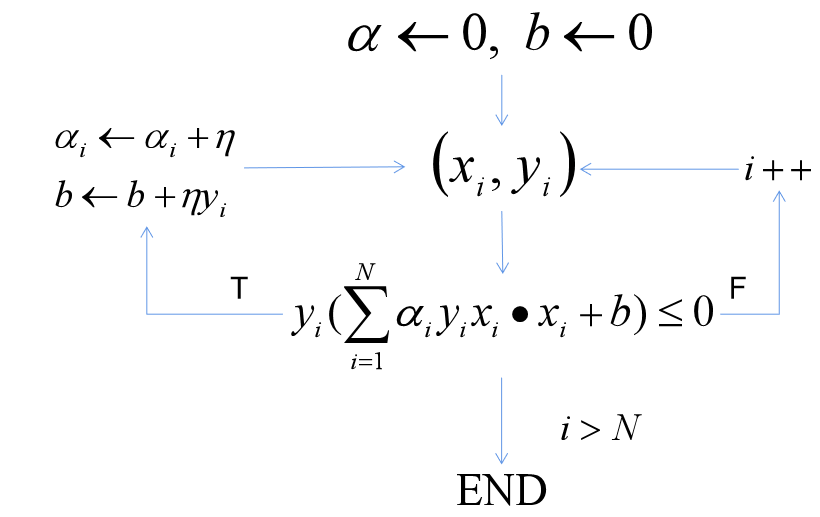 α ← 0, b ← 0
α_i ← α_i + η
b ← b + ηy_i
(x_i, y_i)
i + +
T
y_i(∑_{i=1}^{N} α_i y_i x_i • x_i + b) ≤ 0
F
i > N
END